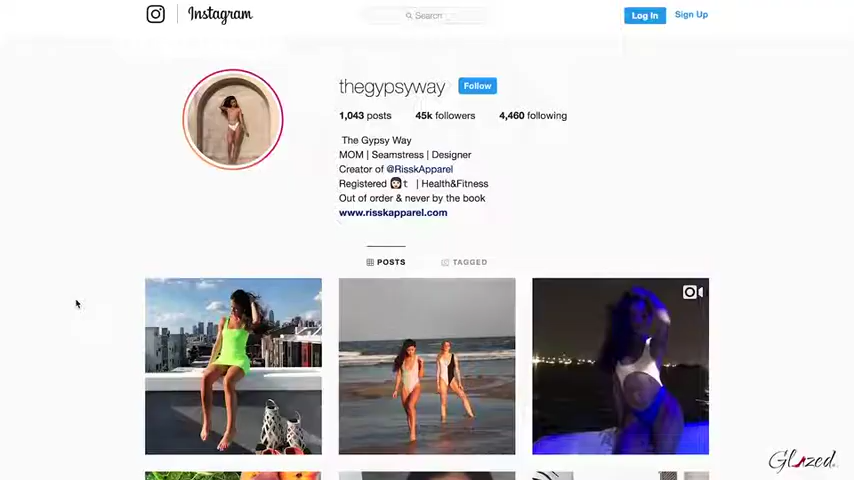 Instagram
Search
Log In
Sign Up
thegypsyway
Follow
1,043 posts 45k followers 4,460 following
The Gypsy Way
MOM | Seamstress | Designer
Creator of @RisskApparel
Registered t | Health&Fitness
Out of order & never by the book
www.risskapparel.com
POSTS TAGGED
Glazed